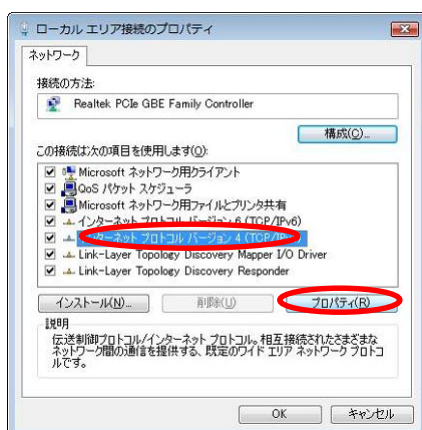 ローカル エリア接続のプロパティ
ネットワーク
接続の方法:
Realtek PCIe GBE Family Controller
構成(C)...
この接続は次の項目を使用します(O):
Microsoft ネットワーク用クライアント
QoS パケット スケジューラ
Microsoft ネットワーク用ファイルとプリンタ共有
インターネット プロトコル バージョン 6 (TCP/IPv6)
インターネット プロトコル バージョン 4 (TCP/IPv4)
Link-Layer Topology Discovery Mapper I/O Driver
Link-Layer Topology Discovery Responder
インストール(N)...
削除(U)
プロパティ(R)
説明
伝送制御プロトコル/インターネット プロトコル。相互接続されたさまざまな
ネットワーク間の通信を提供する、既定のワイド エリア ネットワーク プロトコ
ルです。
OK
キャンセル